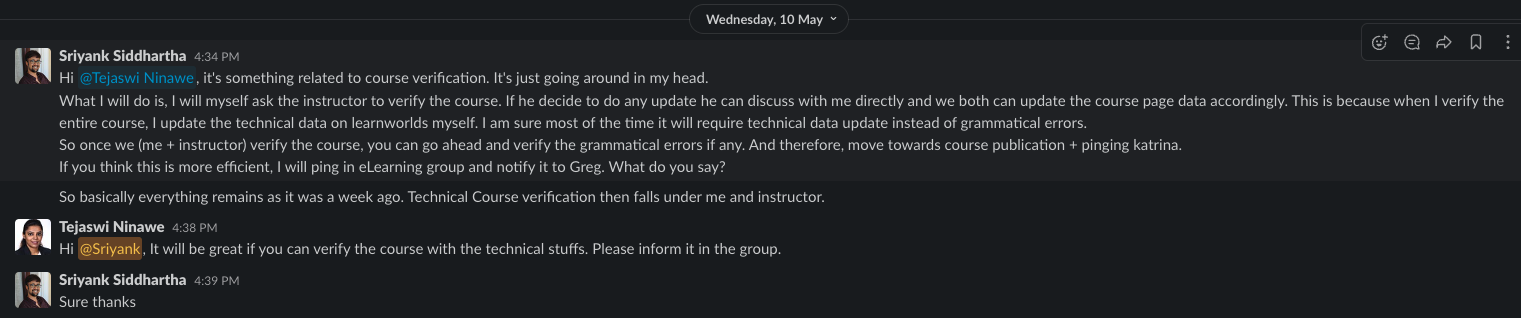 Wednesday, 10 May
Sriyank Siddhartha 4:34 PM
Hi @Tejaswi Ninawe, it's something related to course verification. It's just going around in my head.
What I will do is, I will myself ask the instructor to verify the course. If he decide to do any update he can discuss with me directly and we both can update the course page data accordingly. This is because when I verify the
entire course, I update the technical data on learnworlds myself. I am sure most of the time it will require technical data update instead of grammatical errors.
So once we (me + instructor) verify the course, you can go ahead and verify the grammatical errors if any. And therefore, move towards course publication + pinging katrina.
If you think this is more efficient, I will ping in eLearning group and notify it to Greg. What do you say?
So basically everything remains as it was a week ago. Technical Course verification then falls under me and instructor.
Tejaswi Ninawe 4:38 PM
Hi @Sriyank, It will be great if you can verify the course with the technical stuffs. Please inform it in the group.
Sriyank Siddhartha 4:39 PM
Sure thanks